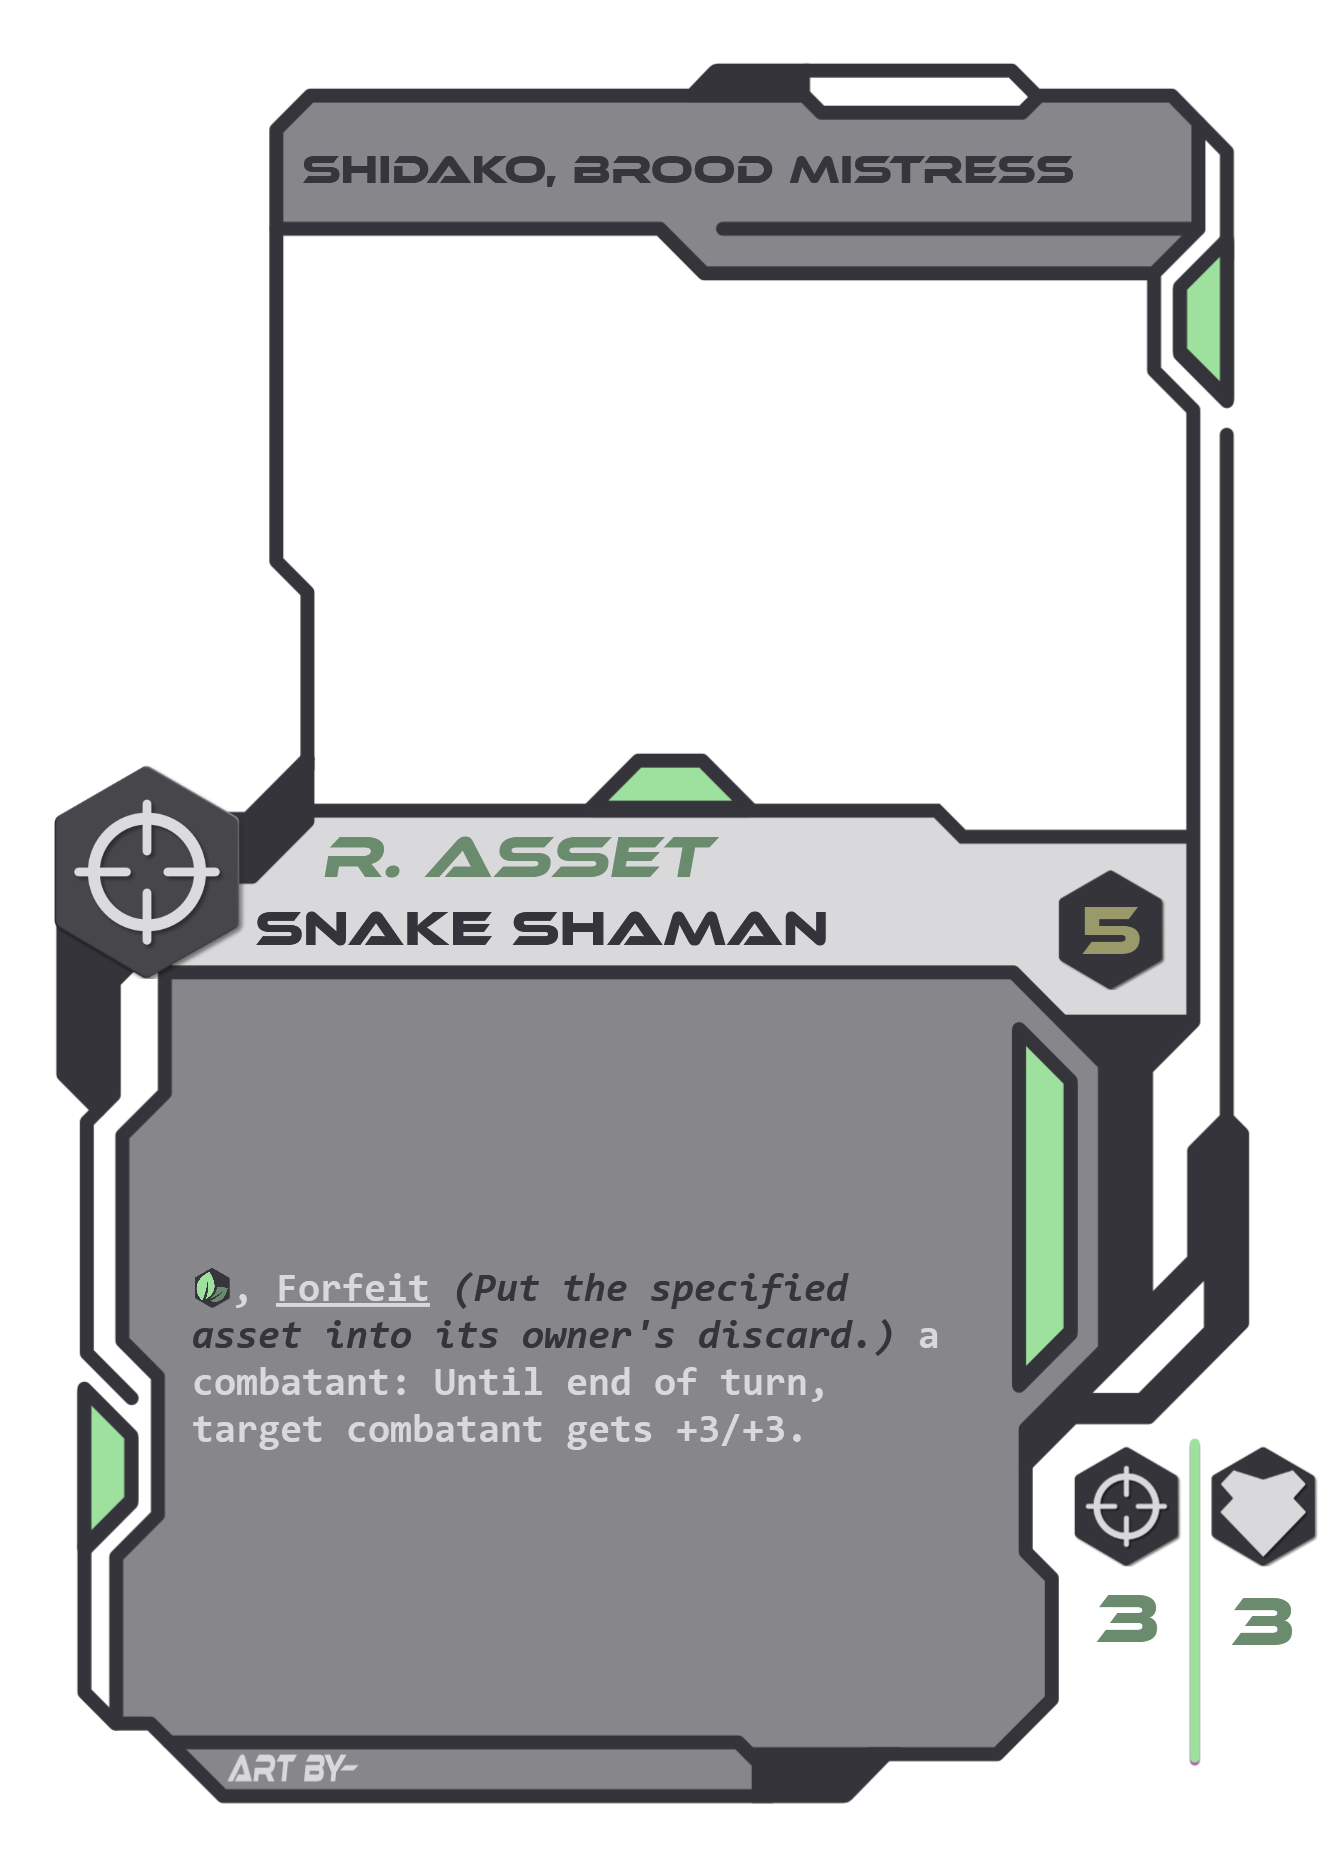 SHIDAKO, BROOD MISTRESS
R. ASSET
SNAKE SHAMAN
5
, Forfeit (Put the specified
asset into its owner's discard.) a
combatant: Until end of turn,
target combatant gets +3/+3.
3 3
ART BY-